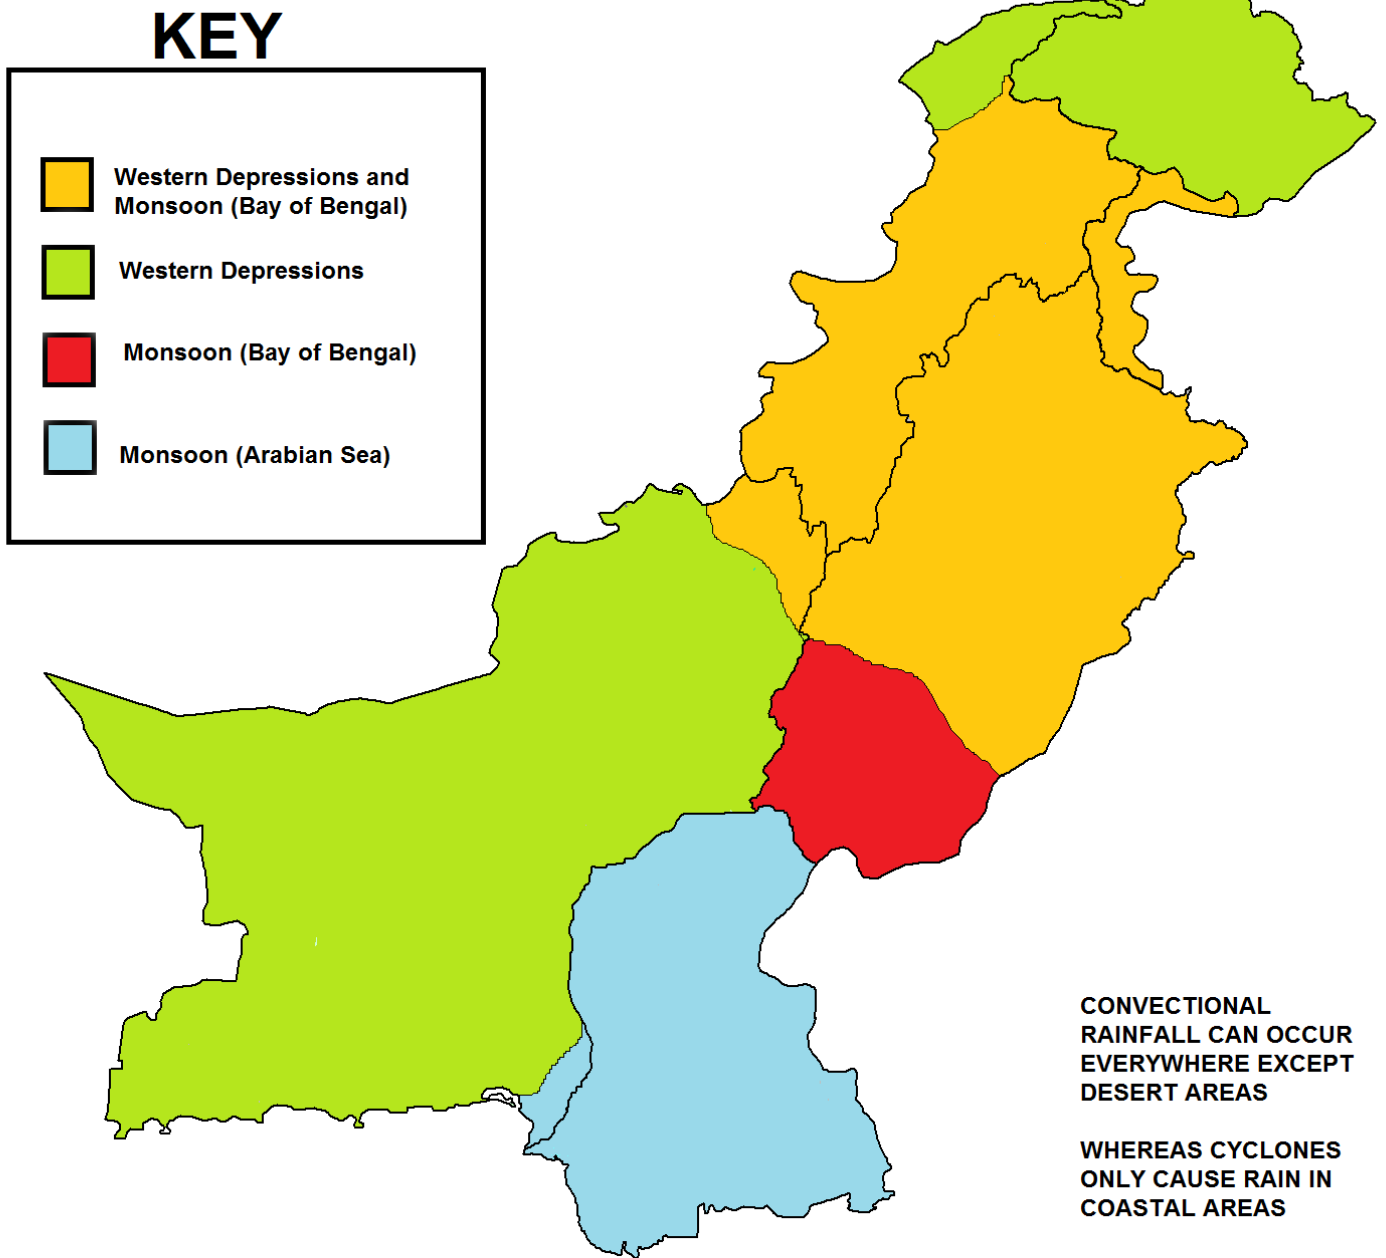 KEY
Western Depressions and
Monsoon (Bay of Bengal)
Western Depressions
Monsoon (Bay of Bengal)
Monsoon (Arabian Sea)
CONVECTIONAL
RAINFALL CAN OCCUR
EVERYWHERE EXCEPT
DESERT AREAS
WHEREAS CYCLONES
ONLY CAUSE RAIN IN
COASTAL AREAS